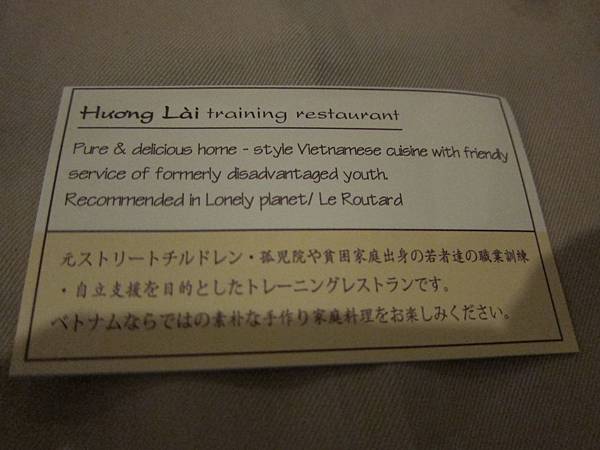 Hương Lài training restaurant
Pure & delicious home - style Vietnamese cuisine with friendly
service of formerly disadvantaged youth.
Recommended in Lonely planet/ Le Routard
元ストリートチルドレン・孤児院や貧困家庭出身の若者達の職業訓練
・自立支援を目的としたトレーニングレストランです。
ベトナムならではの素朴な手作り家庭料理をお楽しみください。